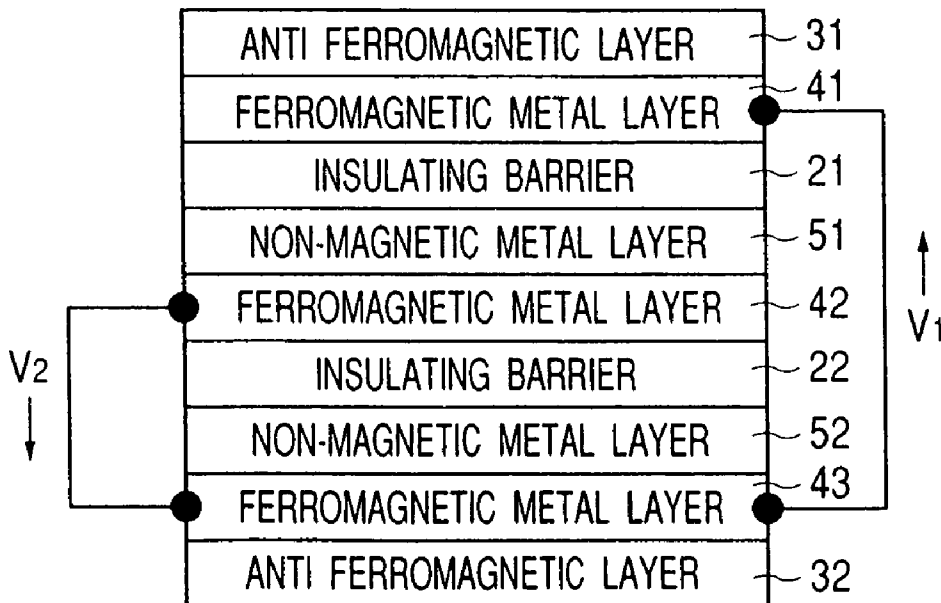 ANTI FERROMAGNETIC LAYER 31
FERROMAGNETIC METAL LAYER 41
INSULATING BARRIER 21
NON-MAGNETIC METAL LAYER 51
FERROMAGNETIC METAL LAYER 42
V1
INSULATING BARRIER 22
V2
NON-MAGNETIC METAL LAYER 52
FERROMAGNETIC METAL LAYER 43
ANTI FERROMAGNETIC LAYER 32